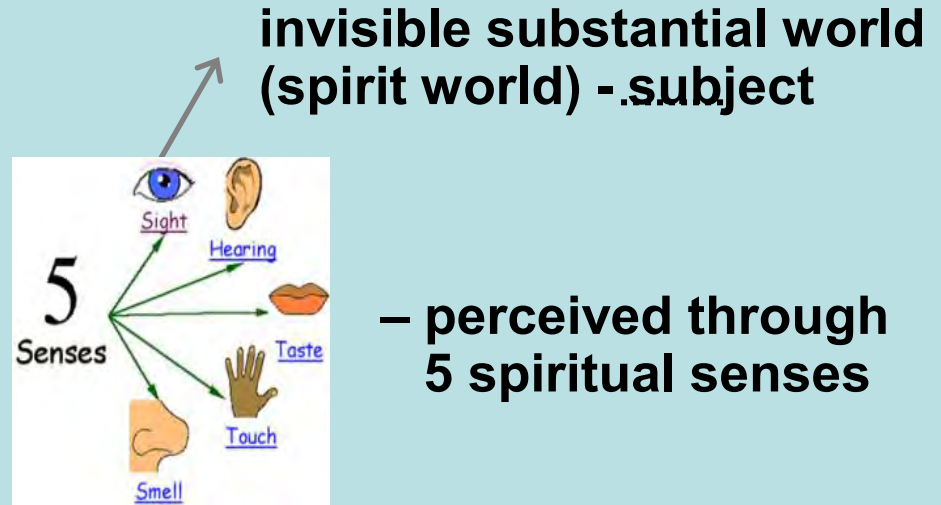 invisible substantial world
(spirit world) - subject
Sight
Hearing
5
Senses
Taste
Touch
Smell
– perceived through
5 spiritual senses